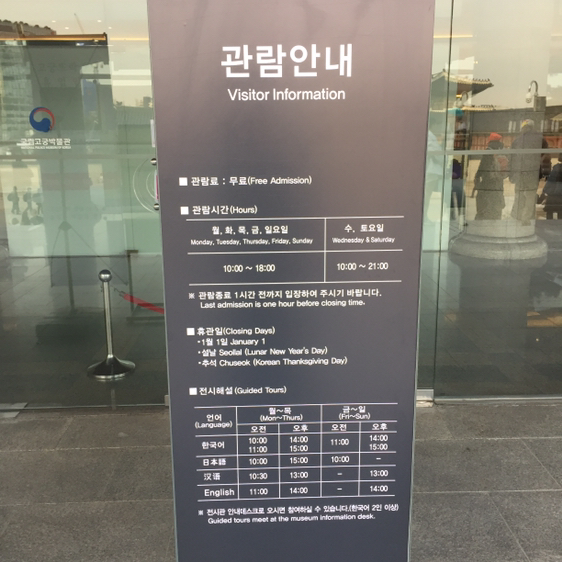 관람안내
Visitor Information
국립고궁박물관
■ 관람료 : 무료(Free Admission)
■ 관람시간(Hours)
월, 화, 목, 금, 일요일 수, 토요일
Monday, Tuesday, Thursday, Friday, Sunday Wednesday & Saturday
10:00 ~ 18:00 10:00 ~ 21:00
※ 관람종료 1시간 전까지 입장하여 주시기 바랍니다.
Last admission is one hour before closing time.
■ 휴관일(Closing Days)
•1월 1일 January 1
•설날 Seollal (Lunar New Year's Day)
•추석 Chuseok (Korean Thanksgiving Day)
■ 전시해설(Guided Tours)
언어 월~목 금~일
(Language) (Mon~Thurs) (Fri~Sun)
오전 오후 오전 오후
한국어 10:00 14:00 11:00 14:00
11:00 15:00 15:00
日本語 10:00 15:00 10:00 –
汉语 10:30 13:00 – 13:00
English 11:00 14:00 – 14:00
※ 전시관 안내데스크로 오시면 참여하실 수 있습니다.(한국어 2인 이상)
Guided tours meet at the museum information desk.